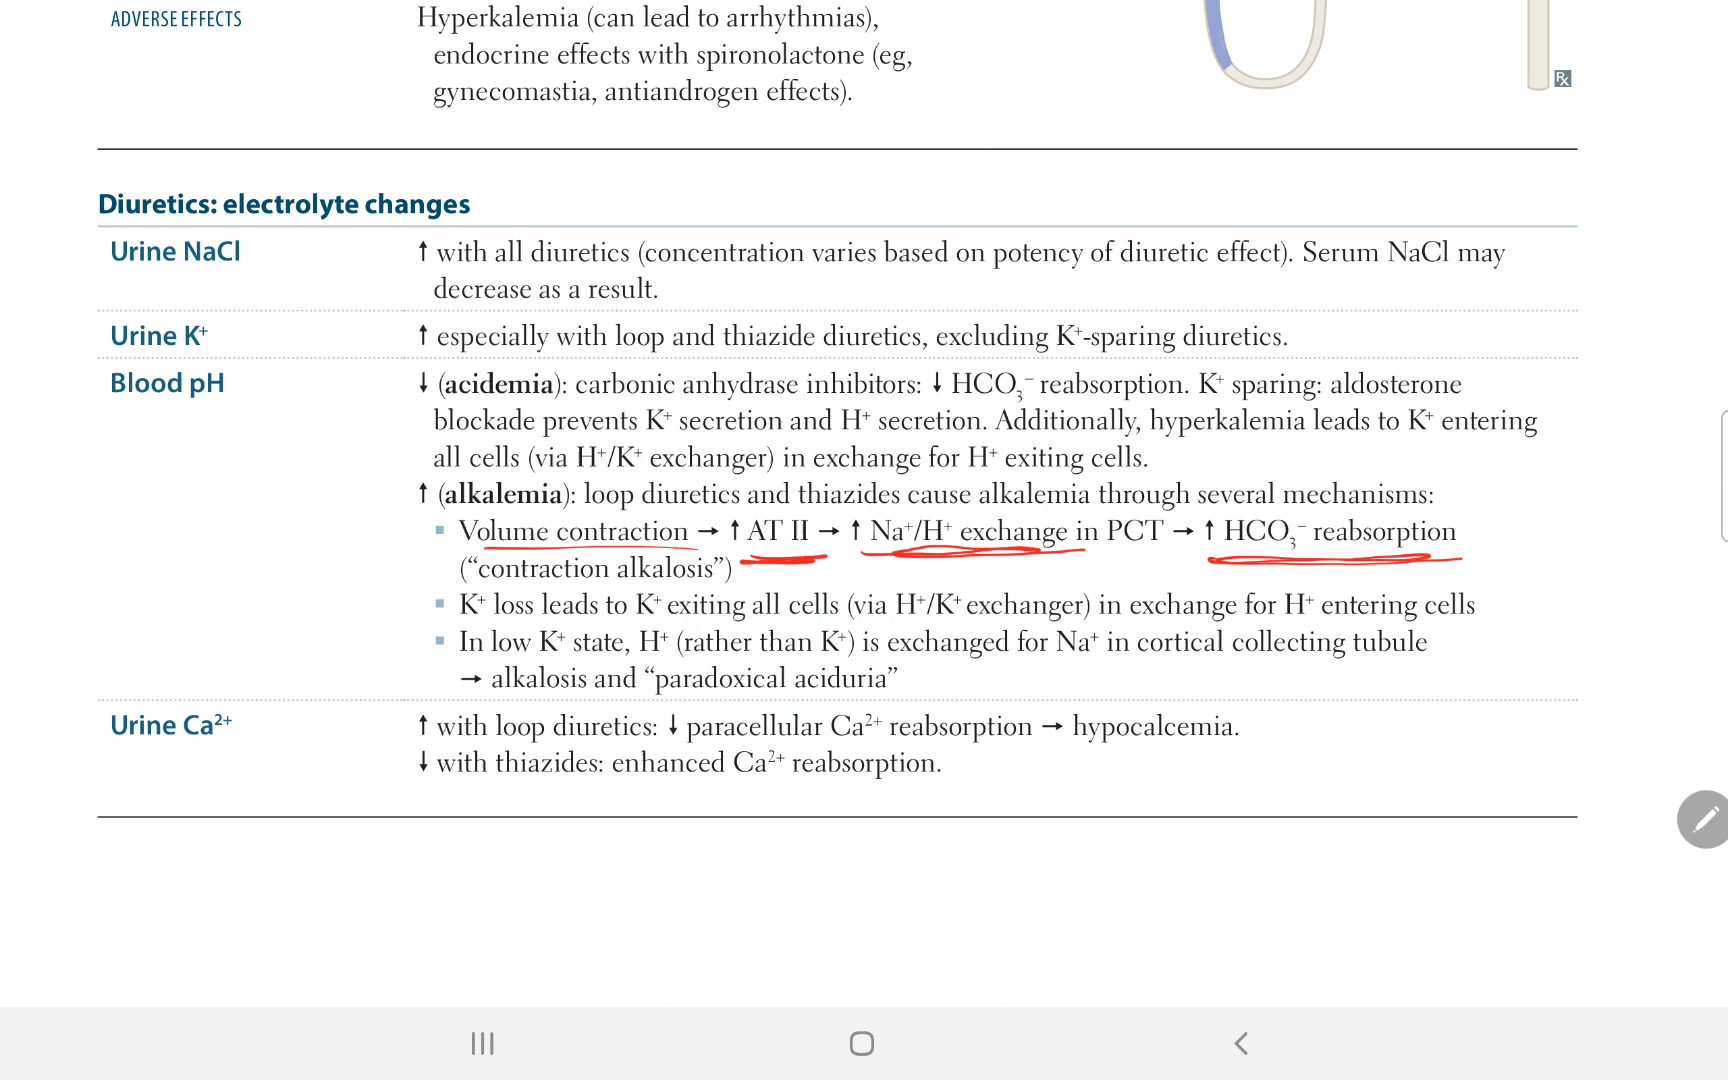 ADVERSE EFFECTS
Hyperkalemia (can lead to arrhythmias),
endocrine effects with spironolactone (eg,
gynecomastia, antiandrogen effects).
Rx
Diuretics: electrolyte changes
Urine NaCl
↑ with all diuretics (concentration varies based on potency of diuretic effect). Serum NaCl may
decrease as a result.
Urine K⁺
↑ especially with loop and thiazide diuretics, excluding K⁺-sparing diuretics.
Blood pH
↓ (acidemia): carbonic anhydrase inhibitors: ↓ HCO₃⁻ reabsorption. K⁺ sparing: aldosterone
blockade prevents K⁺ secretion and H⁺ secretion. Additionally, hyperkalemia leads to K⁺ entering
all cells (via H⁺/K⁺ exchanger) in exchange for H⁺ exiting cells.
↑ (alkalemia): loop diuretics and thiazides cause alkalemia through several mechanisms:
▪ Volume contraction → ↑ AT II → ↑ Na⁺/H⁺ exchange in PCT → ↑ HCO₃⁻ reabsorption
(“contraction alkalosis”)
▪ K⁺ loss leads to K⁺ exiting all cells (via H⁺/K⁺ exchanger) in exchange for H⁺ entering cells
▪ In low K⁺ state, H⁺ (rather than K⁺) is exchanged for Na⁺ in cortical collecting tubule
→ alkalosis and “paradoxical aciduria”
Urine Ca²⁺
↑ with loop diuretics: ↓ paracellular Ca²⁺ reabsorption → hypocalcemia.
↓ with thiazides: enhanced Ca²⁺ reabsorption.